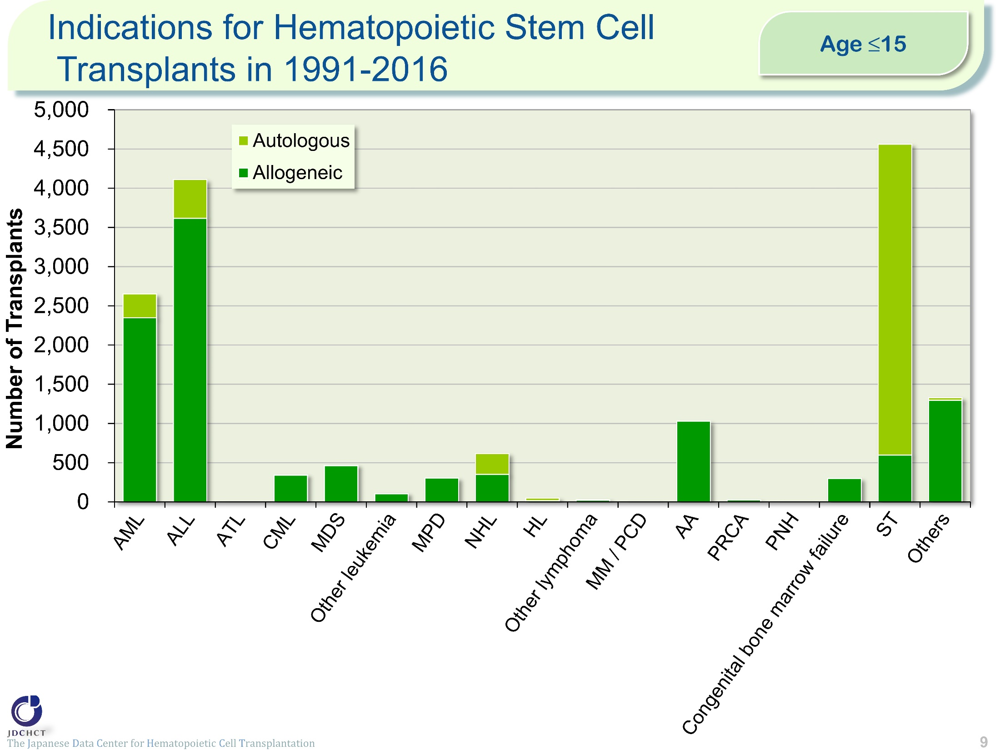 Indications for Hematopoietic Stem Cell
Transplants in 1991-2016
Age ≤15
Number of Transplants
5,000
4,500
4,000
3,500
3,000
2,500
2,000
1,500
1,000
500
0
Autologous
Allogeneic
AML
ALL
ATL
CML
MDS
Other leukemia
MPD
NHL
HL
Other lymphoma
MM / PCD
AA
PRCA
PNH
Congenital bone marrow failure
ST
Others
JDCHCT
The Japanese Data Center for Hematopoietic Cell Transplantation
9